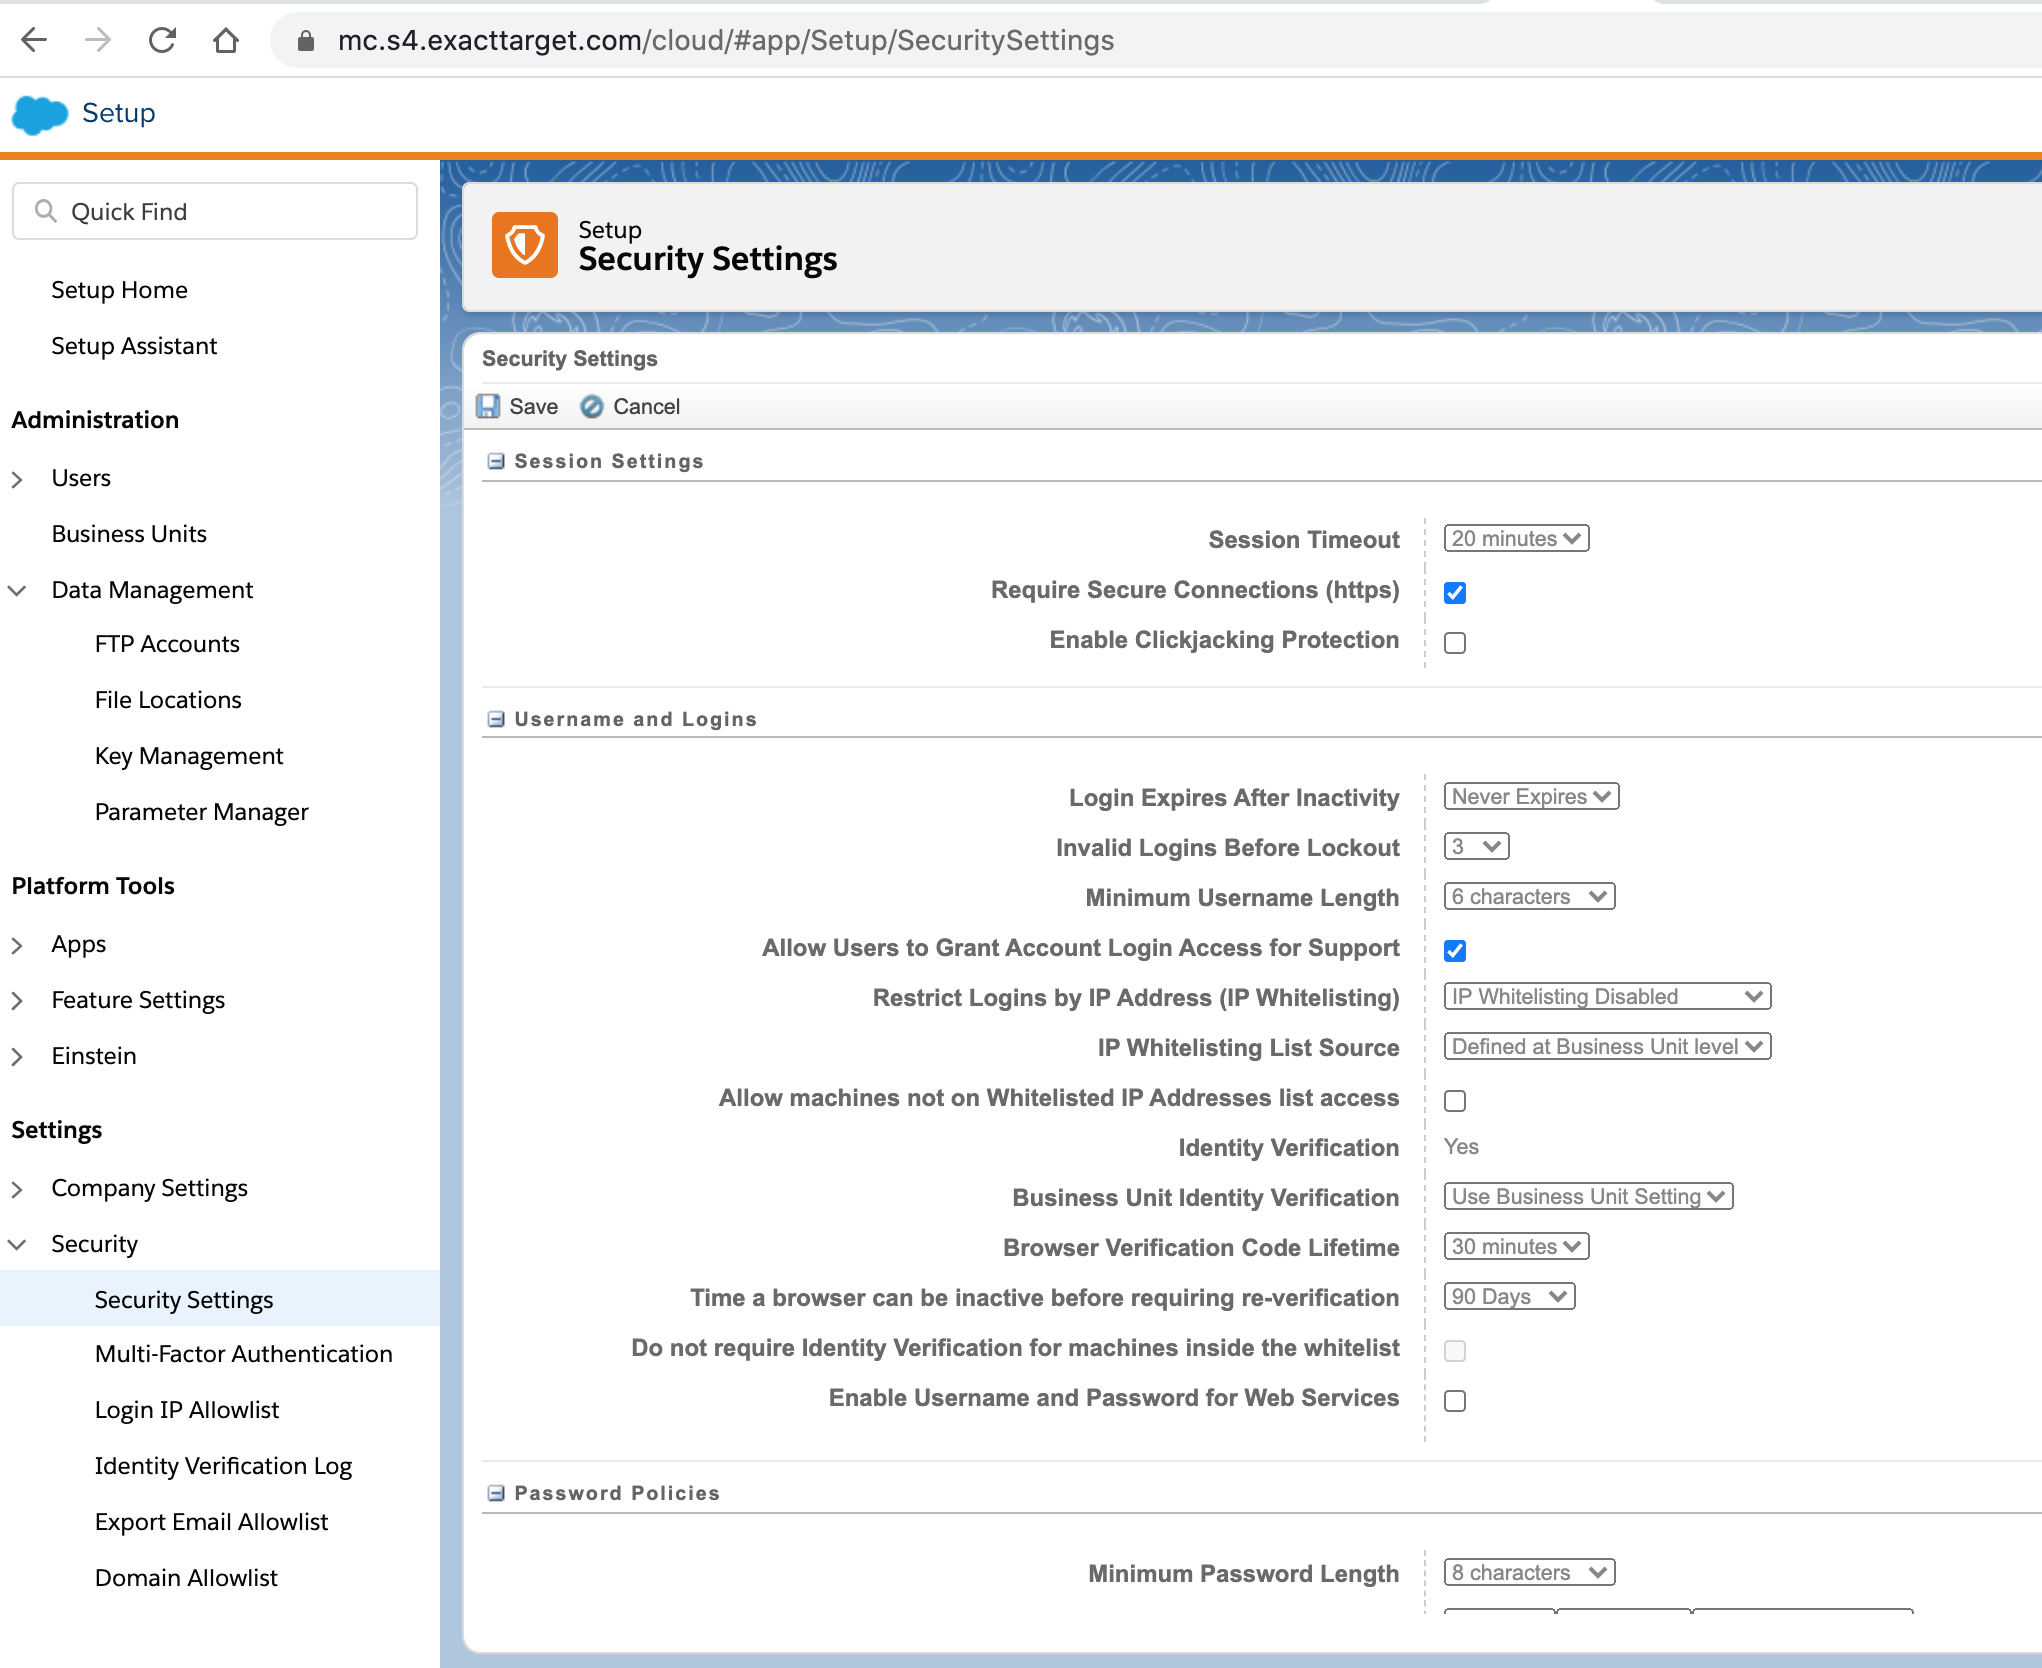 mc.s4.exacttarget.com/cloud/#app/Setup/SecuritySettings
Setup
Quick Find
Setup Home
Setup Assistant
Administration
Users
Business Units
Data Management
FTP Accounts
File Locations
Key Management
Parameter Manager
Platform Tools
Apps
Feature Settings
Einstein
Settings
Company Settings
Security
Security Settings
Multi-Factor Authentication
Login IP Allowlist
Identity Verification Log
Export Email Allowlist
Domain Allowlist
Setup
Security Settings
Security Settings
Save Cancel
Session Settings
Session Timeout 20 minutes
Require Secure Connections (https)
Enable Clickjacking Protection
Username and Logins
Login Expires After Inactivity Never Expires
Invalid Logins Before Lockout 3
Minimum Username Length 6 characters
Allow Users to Grant Account Login Access for Support
Restrict Logins by IP Address (IP Whitelisting) IP Whitelisting Disabled
IP Whitelisting List Source Defined at Business Unit level
Allow machines not on Whitelisted IP Addresses list access
Identity Verification Yes
Business Unit Identity Verification Use Business Unit Setting
Browser Verification Code Lifetime 30 minutes
Time a browser can be inactive before requiring re-verification 90 Days
Do not require Identity Verification for machines inside the whitelist
Enable Username and Password for Web Services
Password Policies
Minimum Password Length 8 characters